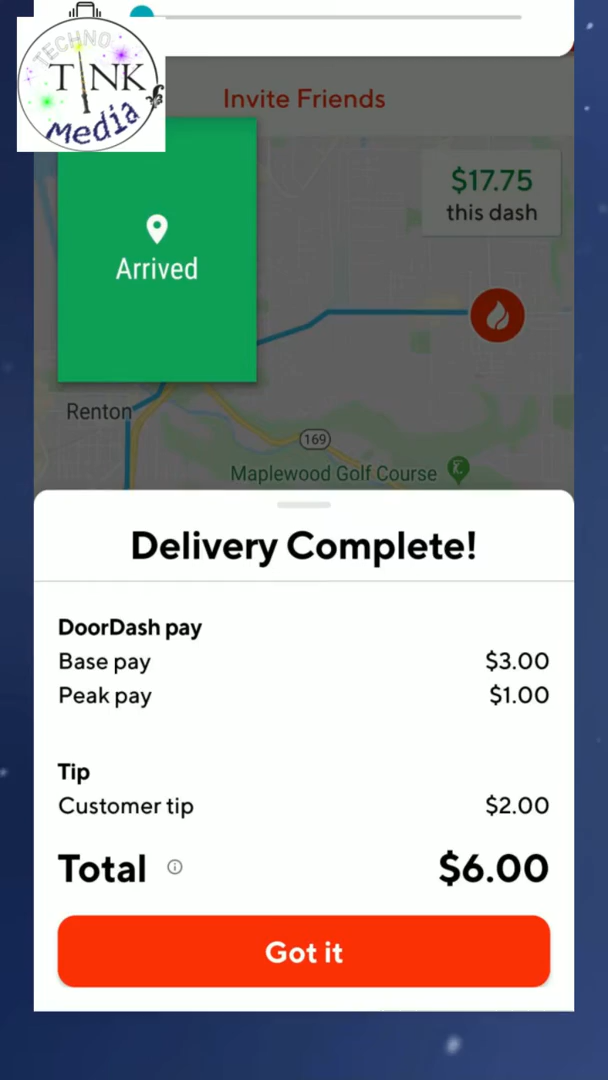 TECHNO
TINK
Media
Invite Friends
$17.75
this dash
Arrived
Renton
169
Maplewood Golf Course
Delivery Complete!
DoorDash pay
Base pay $3.00
Peak pay $1.00
Tip
Customer tip $2.00
Total $6.00
Got it